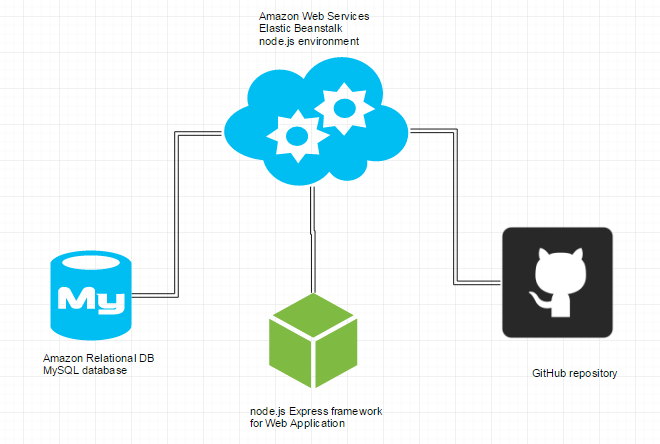 Amazon Web Services
Elastic Beanstalk
node.js environment
My
Amazon Relational DB
MySQL database
node.js Express framework
for Web Application
GitHub repository